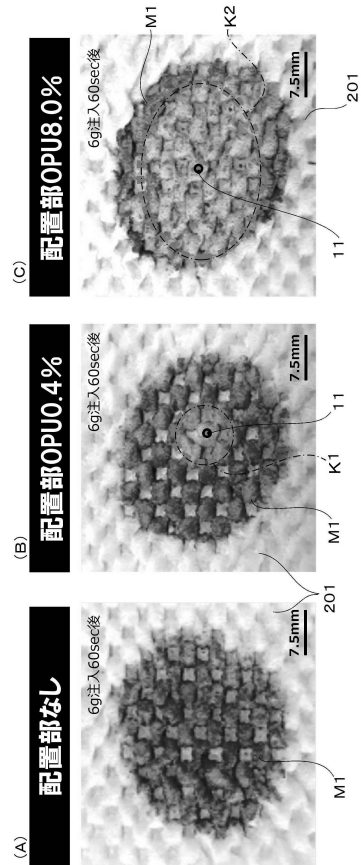 (A)
配置部なし
6g注入60sec後
7.5mm
M1
201
(B)
配置部OPU0.4%
6g注入60sec後
7.5mm
M1
K1
11
(C)
配置部OPU8.0%
6g注入60sec後
7.5mm
M1
K2
11
201